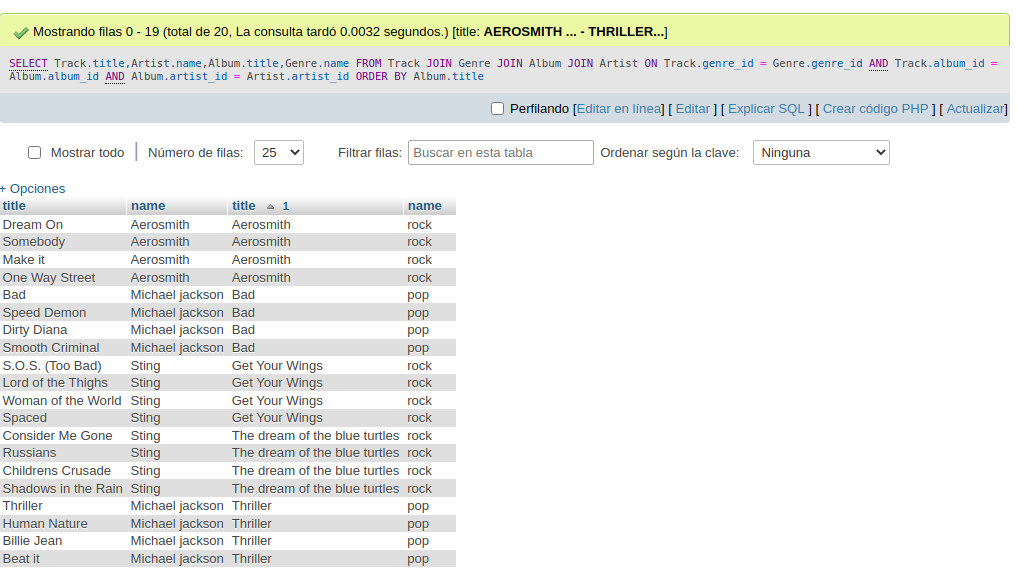 Mostrando filas 0 - 19 (total de 20, La consulta tardó 0.0032 segundos.) [title: AEROSMITH ... - THRILLER...]
SELECT Track.title,Artist.name,Album.title,Genre.name FROM Track JOIN Genre JOIN Album JOIN Artist ON Track.genre_id = Genre.genre_id AND Track.album_id =
Album.album_id AND Album.artist_id = Artist.artist_id ORDER BY Album.title
Perfilando [Editar en línea] [ Editar ] [ Explicar SQL ] [ Crear código PHP ] [ Actualizar]
Mostrar todo | Número de filas: 25 Filtrar filas: Buscar en esta tabla Ordenar según la clave: Ninguna
+ Opciones
title name title 1 name
Dream On Aerosmith Aerosmith rock
Somebody Aerosmith Aerosmith rock
Make it Aerosmith Aerosmith rock
One Way Street Aerosmith Aerosmith rock
Bad Michael jackson Bad pop
Speed Demon Michael jackson Bad pop
Dirty Diana Michael jackson Bad pop
Smooth Criminal Michael jackson Bad pop
S.O.S. (Too Bad) Sting Get Your Wings rock
Lord of the Thighs Sting Get Your Wings rock
Woman of the World Sting Get Your Wings rock
Spaced Sting Get Your Wings rock
Consider Me Gone Sting The dream of the blue turtles rock
Russians Sting The dream of the blue turtles rock
Childrens Crusade Sting The dream of the blue turtles rock
Shadows in the Rain Sting The dream of the blue turtles rock
Thriller Michael jackson Thriller pop
Human Nature Michael jackson Thriller pop
Billie Jean Michael jackson Thriller pop
Beat it Michael jackson Thriller pop